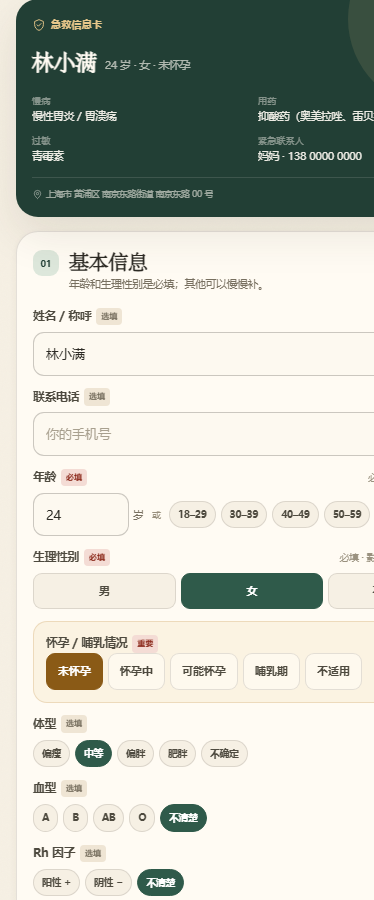 急救信息卡
林小满 24 岁 · 女 · 未怀孕
慢病 用药
慢性胃炎 / 胃溃疡 抑酸药（奥美拉唑、雷贝
过敏 紧急联系人
青霉素 妈妈 · 138 0000 0000
上海市 黄浦区 南京东路街道 南京东路 00 号
01 基本信息
年龄和生理性别是必填；其他可以慢慢补。
姓名 / 称呼 选填
林小满
联系电话 选填
你的手机号
年龄 必填
24 岁 或 18–29 30–39 40–49 50–59
生理性别 必填 必填 ·
男 女
怀孕 / 哺乳情况 重要
未怀孕 怀孕中 可能怀孕 哺乳期 不适用
体型 选填
偏瘦 中等 偏胖 肥胖 不确定
血型 选填
A B AB O 不清楚
Rh 因子 选填
阳性 + 阴性 − 不清楚